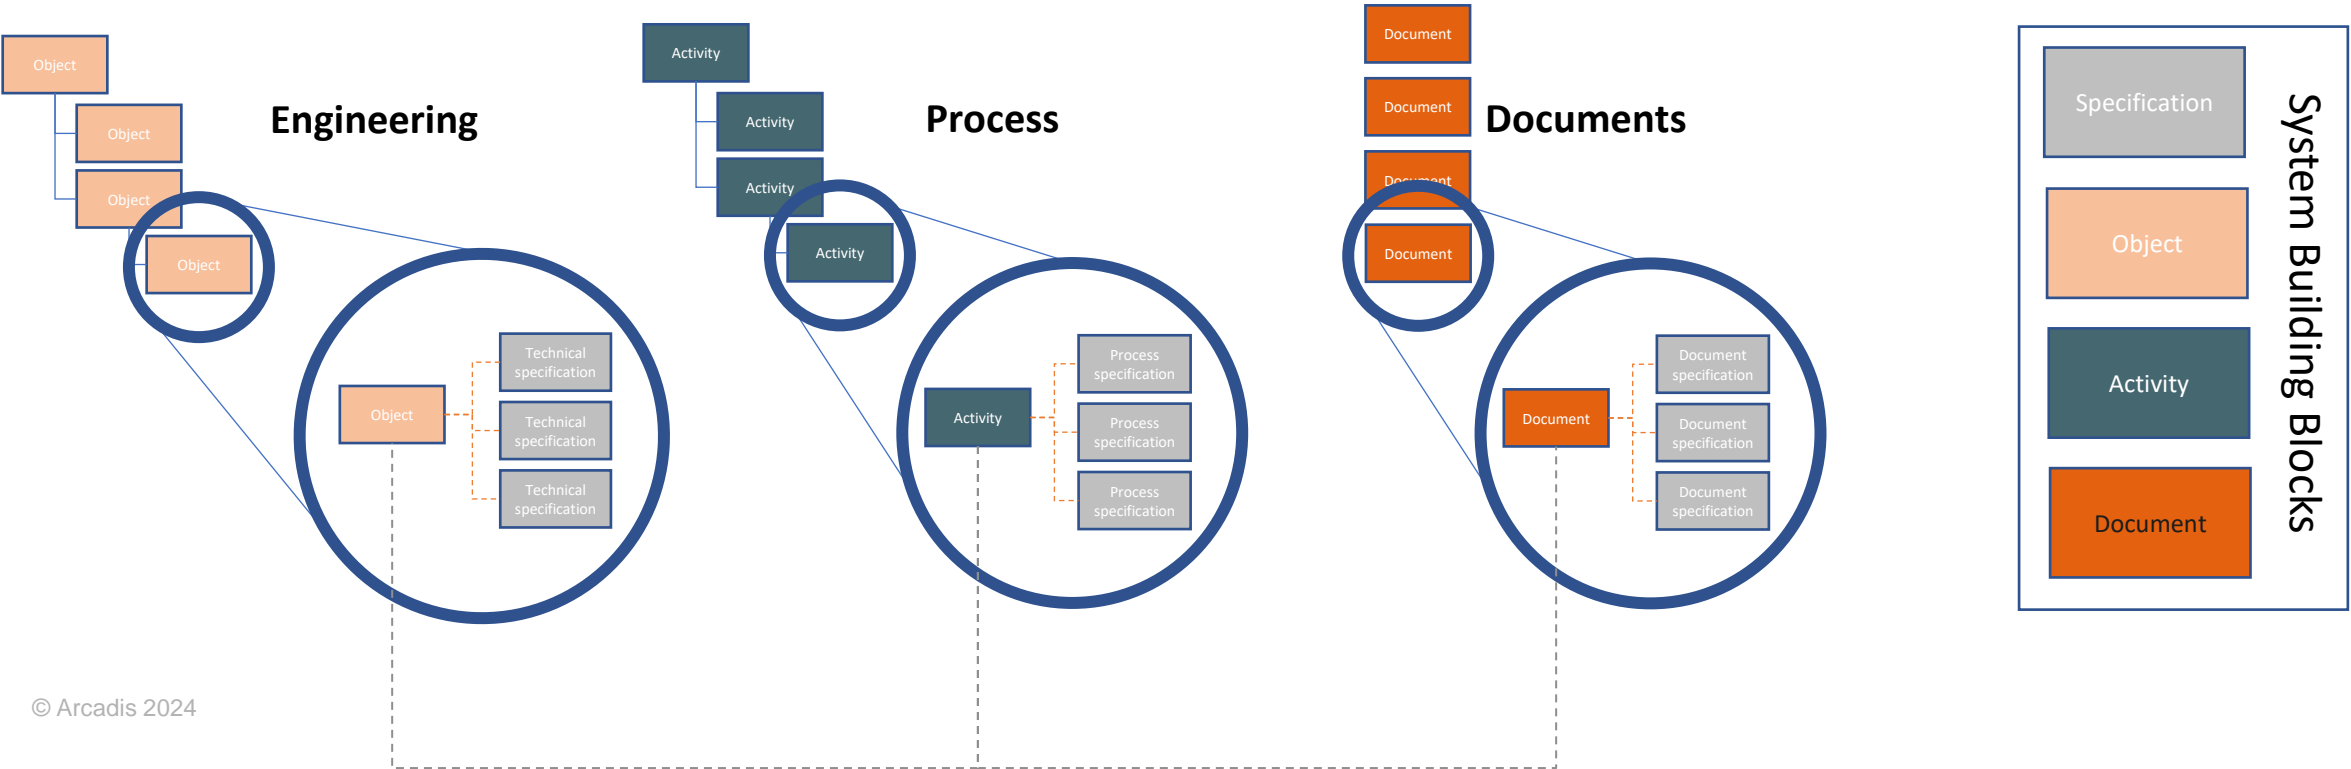 Object
Object
Object
Object
Engineering
Object
Technical
specification
Technical
specification
Technical
specification
Activity
Activity
Activity
Activity
Process
Activity
Process
specification
Process
specification
Process
specification
Document
Document
Document
Document
Documents
Document
Document
specification
Document
specification
Document
specification
Specification
Object
Activity
Document
System Building Blocks
© Arcadis 2024